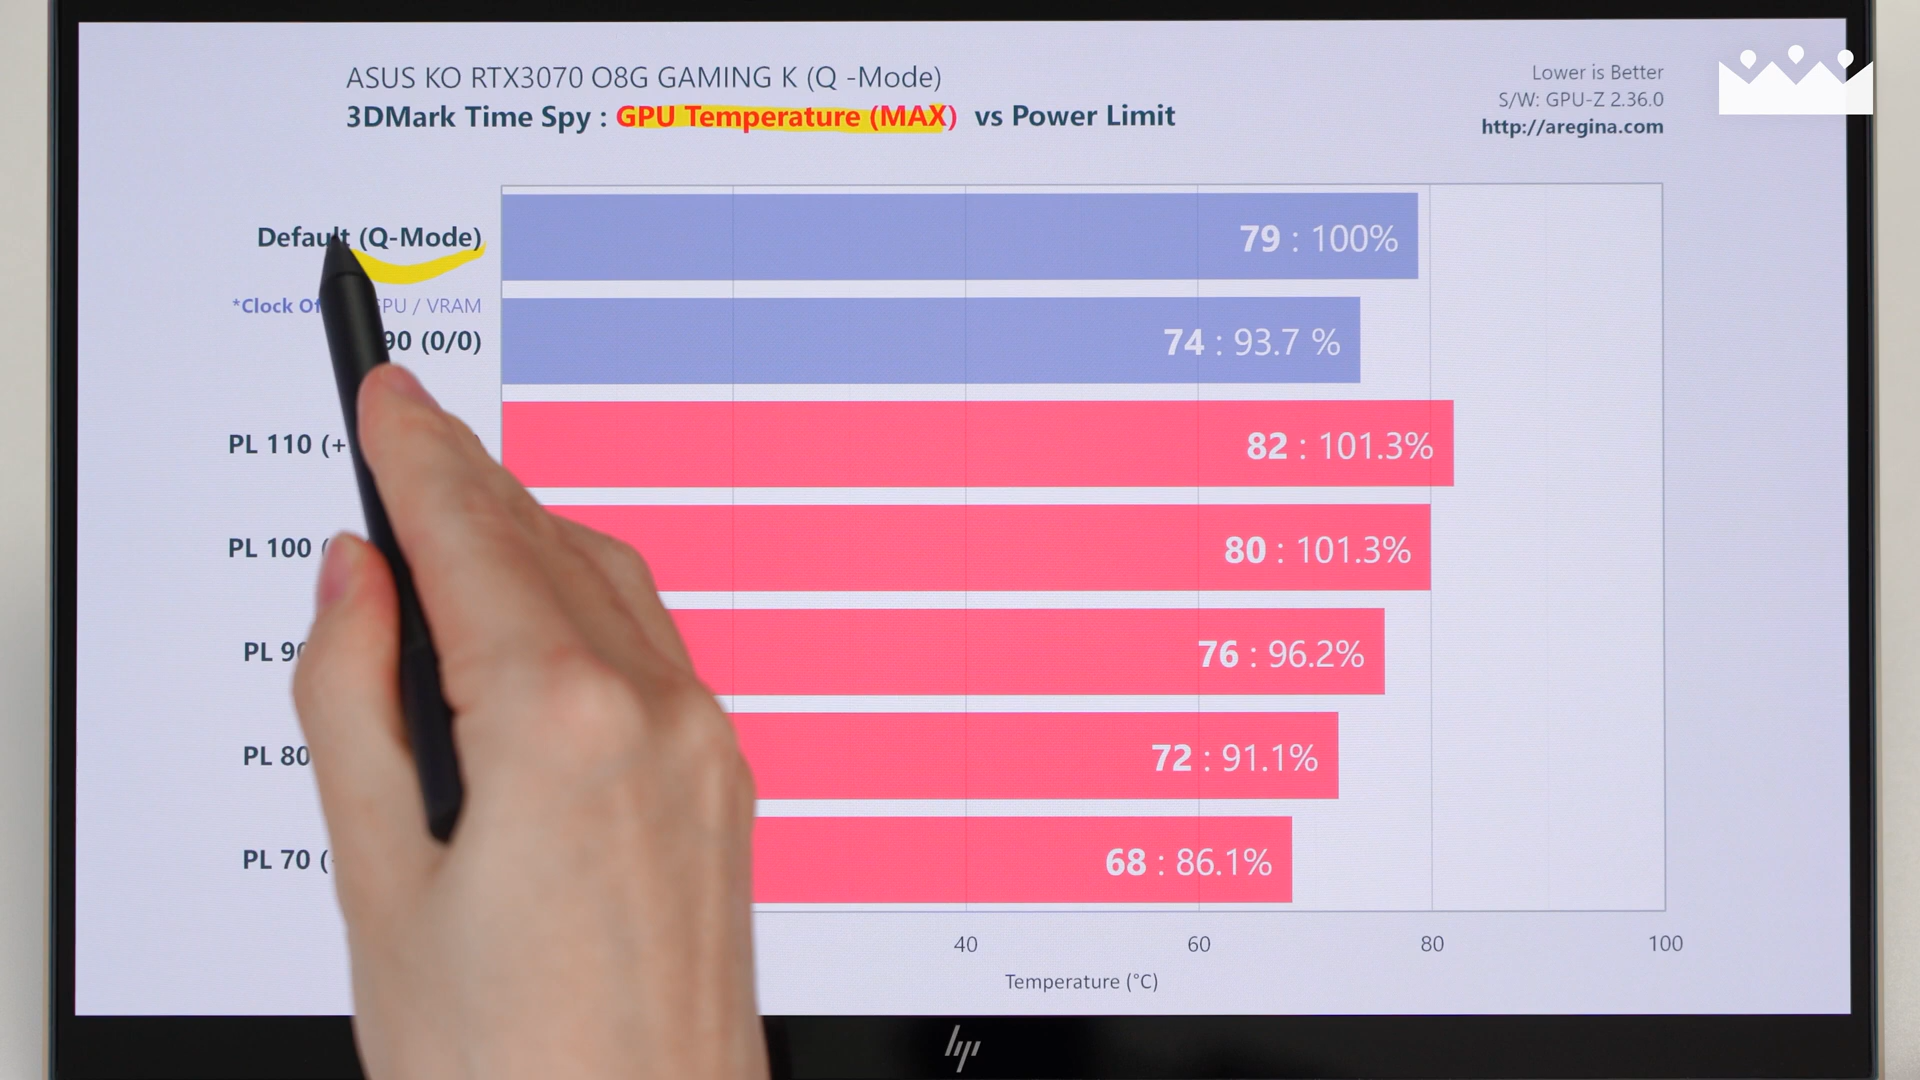 ASUS KO RTX3070 O8G GAMING K (Q -Mode)
3DMark Time Spy : GPU Temperature (MAX) vs Power Limit
Lower is Better
S/W: GPU-Z 2.36.0
http://aregina.com
Default (Q-Mode)
79 : 100%
*Clock PU / VRAM
90 (0/0)
74 : 93.7 %
PL 110 (+
82 : 101.3%
PL 100 (
80 : 101.3%
PL 90
76 : 96.2%
PL 80
72 : 91.1%
PL 70 (
68 : 86.1%
40 60 80 100
Temperature (°C)
hp